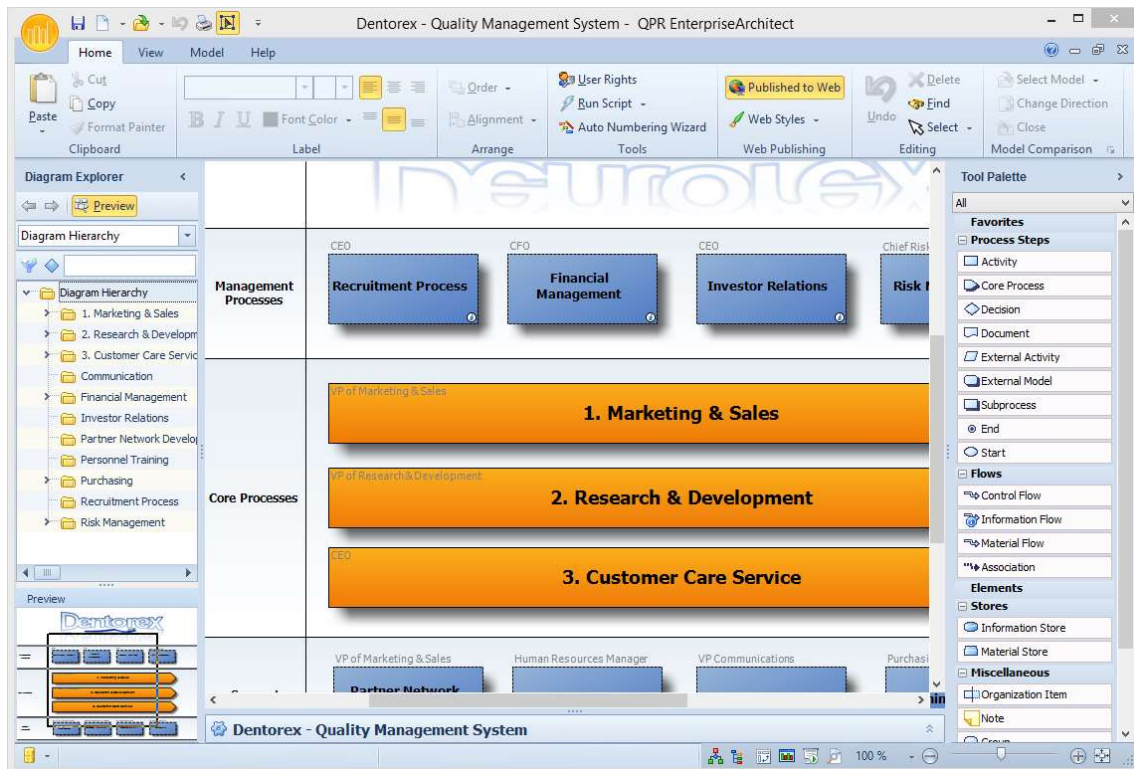 Dentorex - Quality Management System - QPR EnterpriseArchitect
Home View Model Help
Paste
Cut
Copy
Format Painter
Clipboard
B I U Font Color
Label
Order
Alignment
Arrange
User Rights
Run Script
Auto Numbering Wizard
Tools
Published to Web
Web Styles
Web Publishing
Undo
Delete
Find
Select
Editing
Select Model
Change Direction
Close
Model Comparison
Diagram Explorer
Preview
Diagram Hierarchy
Diagram Hierarchy
1. Marketing & Sales
2. Research & Developm
3. Customer Care Servic
Communication
Financial Management
Investor Relations
Partner Network Develop
Personnel Training
Purchasing
Recruitment Process
Risk Management
Preview
Dentorex
Management
Processes
CEO
Recruitment Process
CFO
Financial
Management
CEO
Investor Relations
Chief Risk
Core Processes
VP of Marketing & Sales
1. Marketing & Sales
VP of Research & Development
2. Research & Development
CEO
3. Customer Care Service
VP of Marketing & Sales
Partner Network
Human Resources Manager
VP Communications
Purchasi
Dentorex - Quality Management System
Tool Palette
All
Favorites
Process Steps
Activity
Core Process
Decision
Document
External Activity
External Model
Subprocess
End
Start
Flows
Control Flow
Information Flow
Material Flow
Association
Elements
Stores
Information Store
Material Store
Miscellaneous
Organization Item
Note
100 %